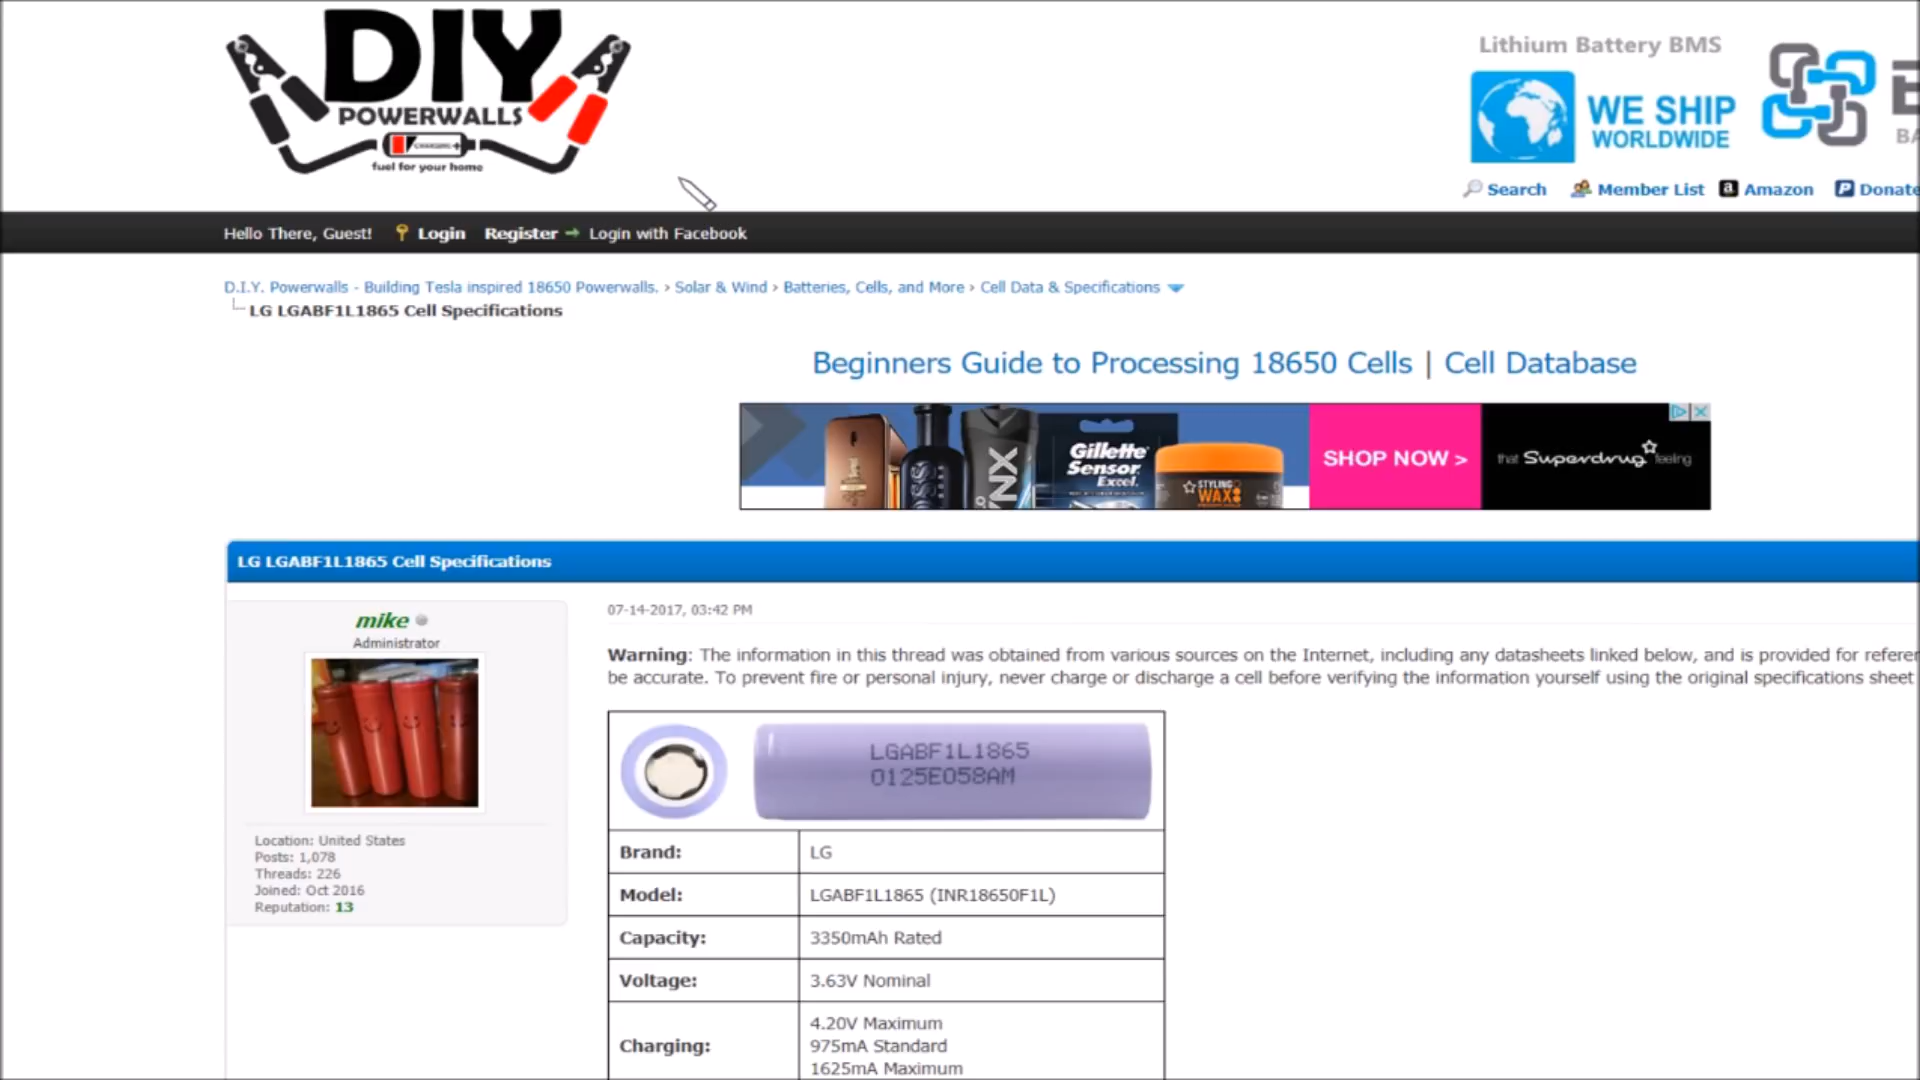 DIY
POWERWALLS
CHARGING
fuel for your home
Lithium Battery BMS
WE SHIP
WORLDWIDE
Search Member List Amazon Donate
Hello There, Guest! Login Register Login with Facebook
D.I.Y. Powerwalls - Building Tesla inspired 18650 Powerwalls. › Solar & Wind › Batteries, Cells, and More › Cell Data & Specifications
LG LGABF1L1865 Cell Specifications
Beginners Guide to Processing 18650 Cells | Cell Database
Gillette
Sensor
Excel.
STYLING
WAX
SHOP NOW >
that Superdrug feeling
LG LGABF1L1865 Cell Specifications
mike
Administrator
Location: United States
Posts: 1,078
Threads: 226
Joined: Oct 2016
Reputation: 13
07-14-2017, 03:42 PM
Warning: The information in this thread was obtained from various sources on the Internet, including any datasheets linked below, and is provided for refer
be accurate. To prevent fire or personal injury, never charge or discharge a cell before verifying the information yourself using the original specifications sheet
LGABF1L1865
0125E058AM
Brand: LG
Model: LGABF1L1865 (INR18650F1L)
Capacity: 3350mAh Rated
Voltage: 3.63V Nominal
Charging: 4.20V Maximum
975mA Standard
1625mA Maximum